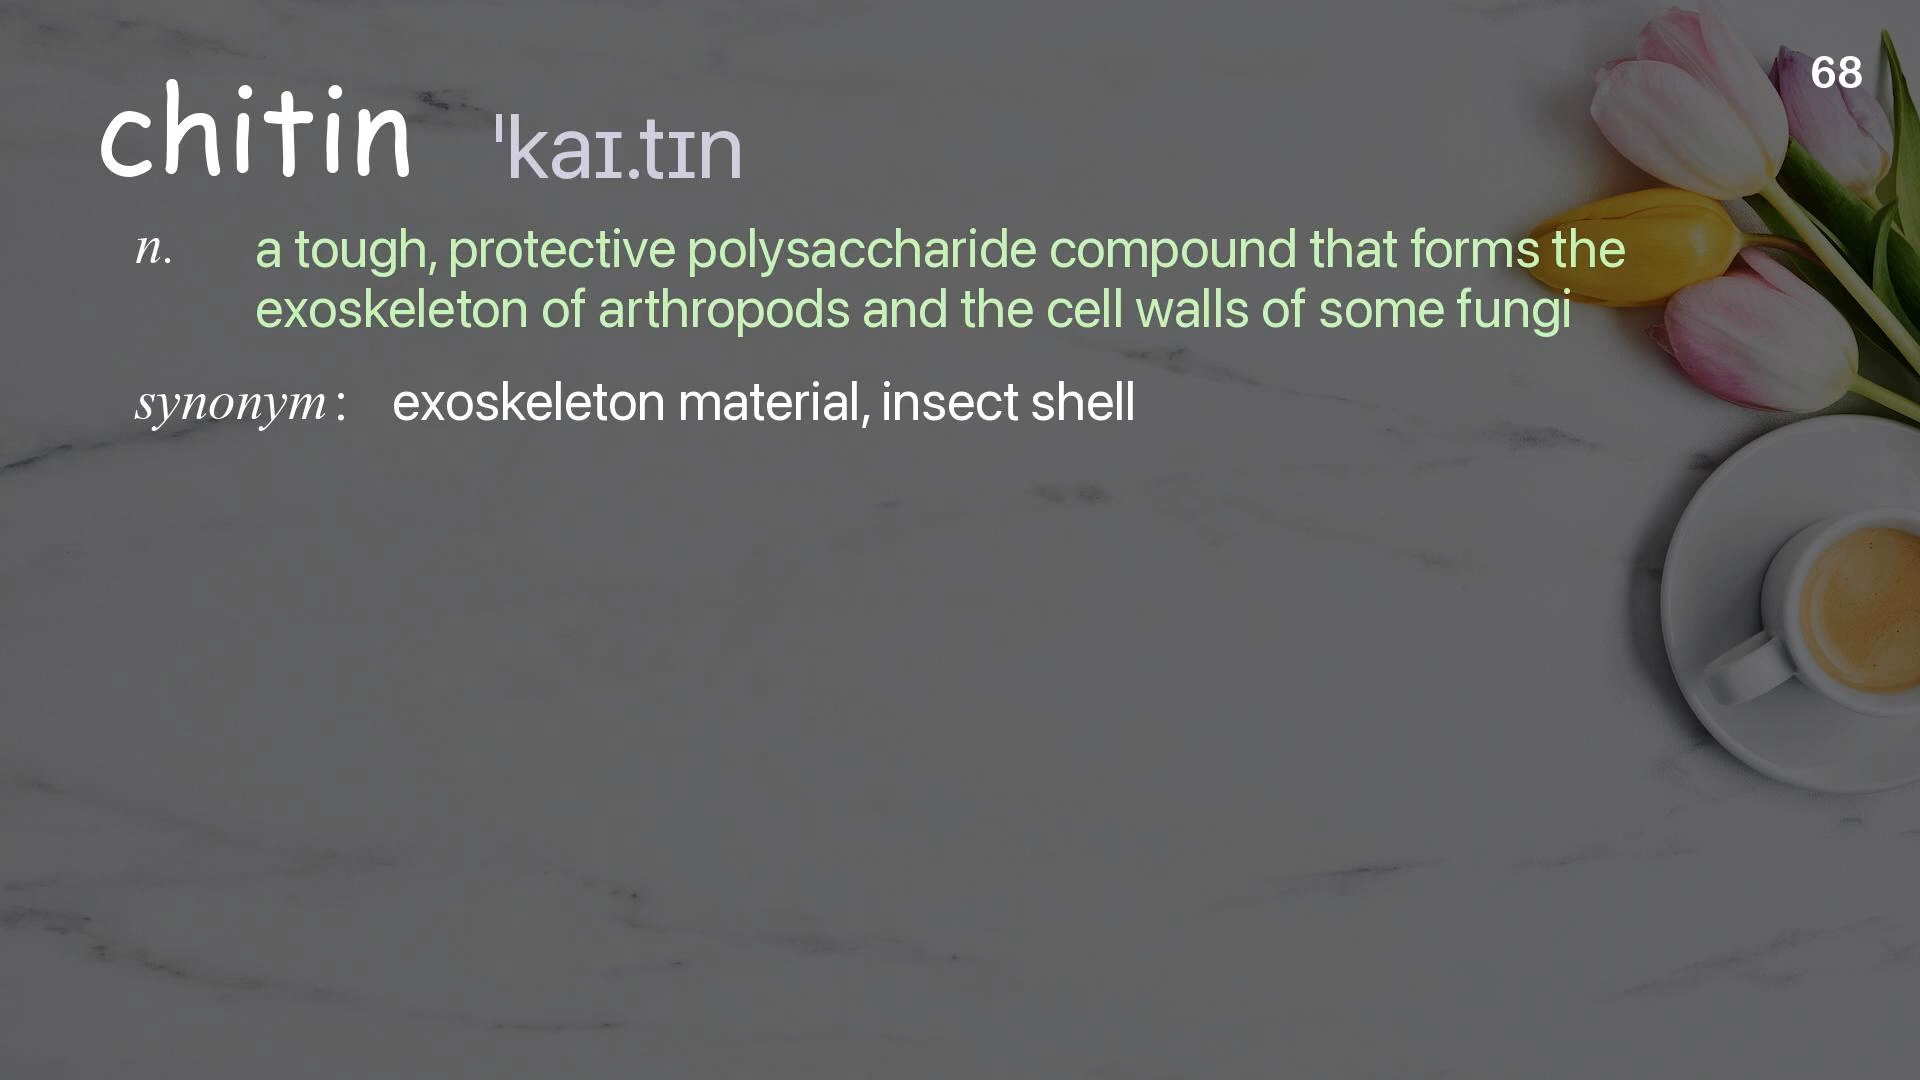 68
chitin ˈkaɪ.tɪn
n. a tough, protective polysaccharide compound that forms the
exoskeleton of arthropods and the cell walls of some fungi
synonym : exoskeleton material, insect shell